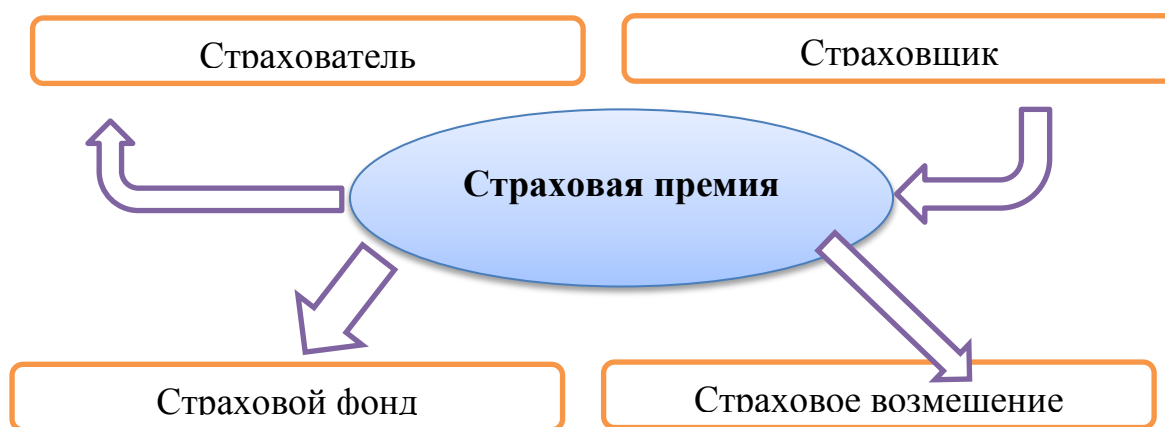 Страхователь
Страховщик
Страховая премия
Страховой фонд
Страховое возмещение